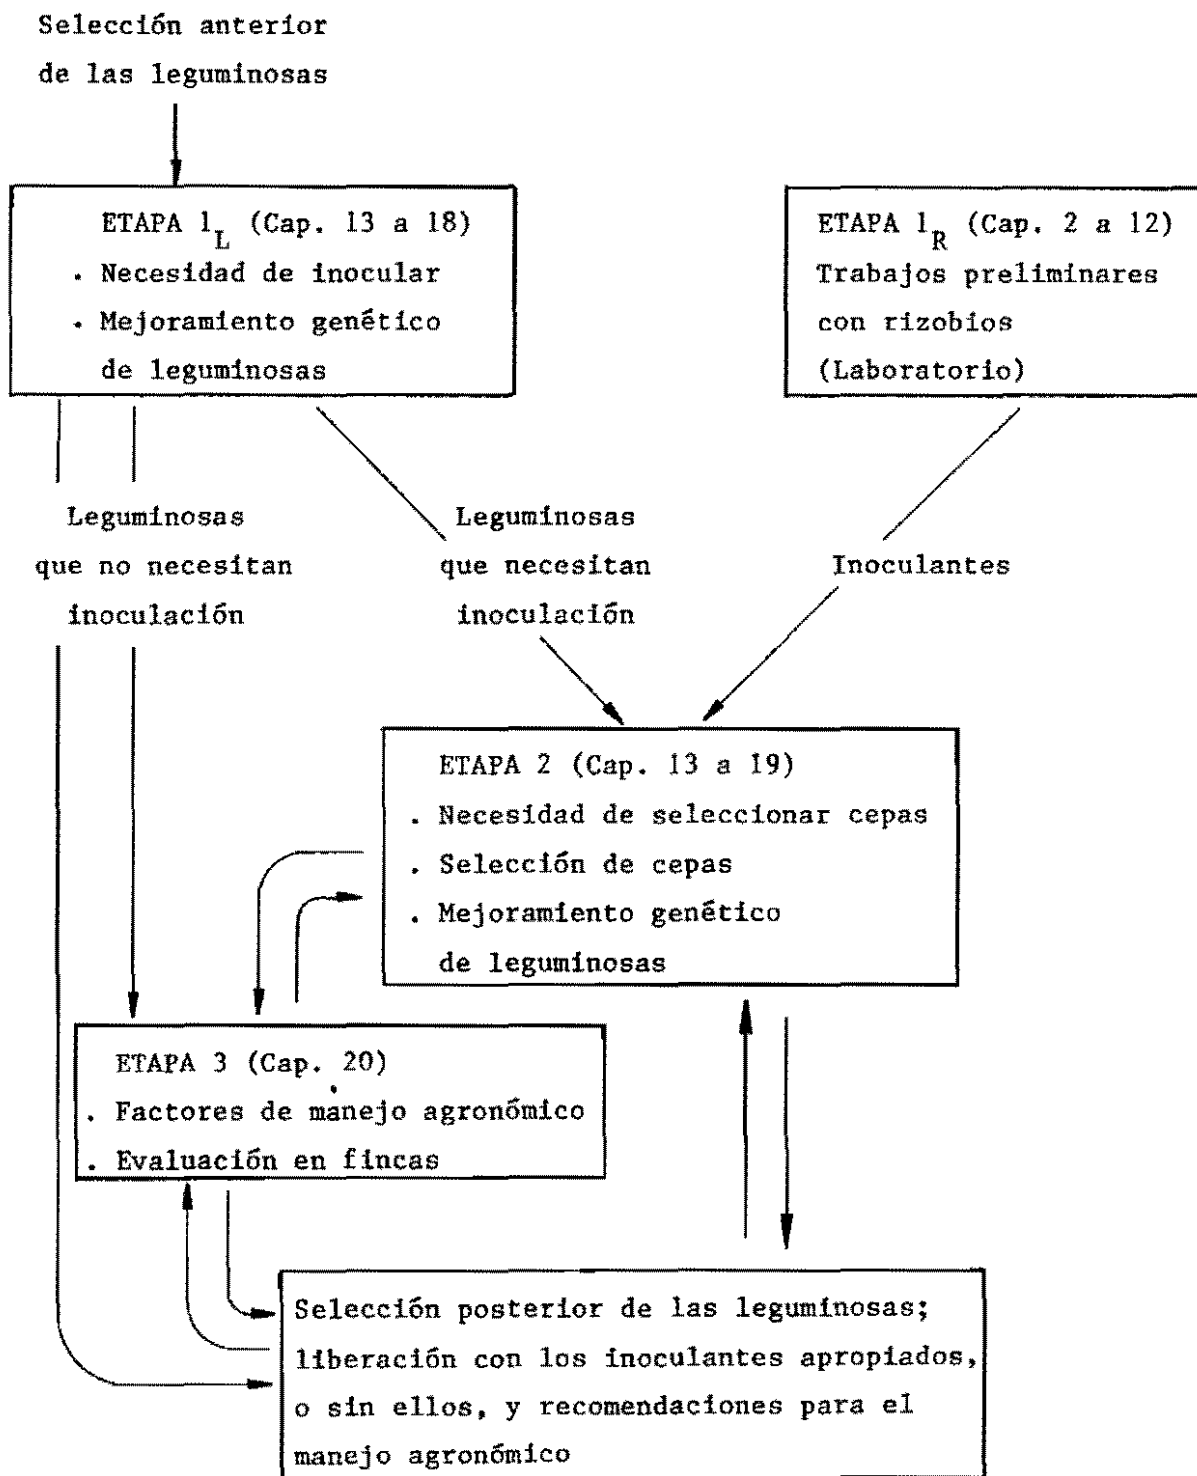 Selección anterior
de las leguminosas
ETAPA 1L (Cap. 13 a 18)
. Necesidad de inocular
. Mejoramiento genético
de leguminosas
ETAPA 1R (Cap. 2 a 12)
Trabajos preliminares
con rizobios
(Laboratorio)
Leguminosas
que no necesitan
inoculación
Leguminosas
que necesitan
inoculación
Inoculantes
ETAPA 2 (Cap. 13 a 19)
. Necesidad de seleccionar cepas
. Selección de cepas
. Mejoramiento genético
de leguminosas
ETAPA 3 (Cap. 20)
. Factores de manejo agronómico
. Evaluación en fincas
Selección posterior de las leguminosas;
liberación con los inoculantes apropiados,
o sin ellos, y recomendaciones para el
manejo agronómico